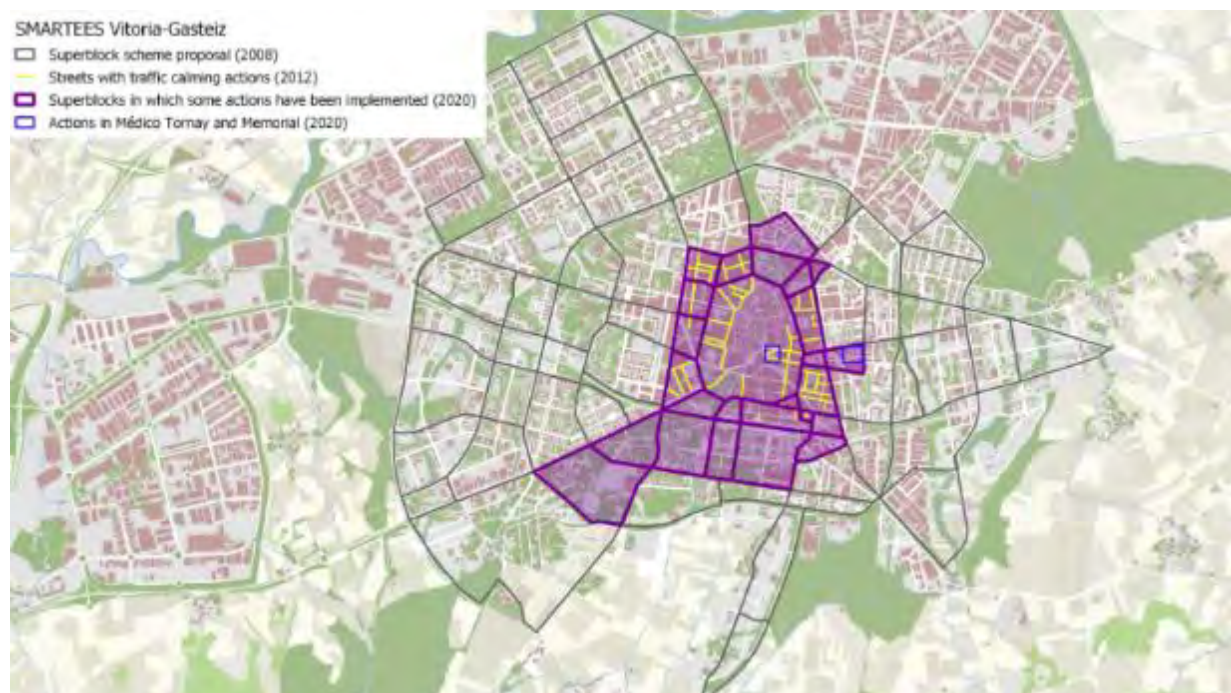 SMARTEES Vitoria-Gasteiz
Superblock scheme proposal (2008)
Streets with traffic calming actions (2012)
Superblocks in which some actions have been implemented (2020)
Actions in Médico Tornay and Memorial (2020)